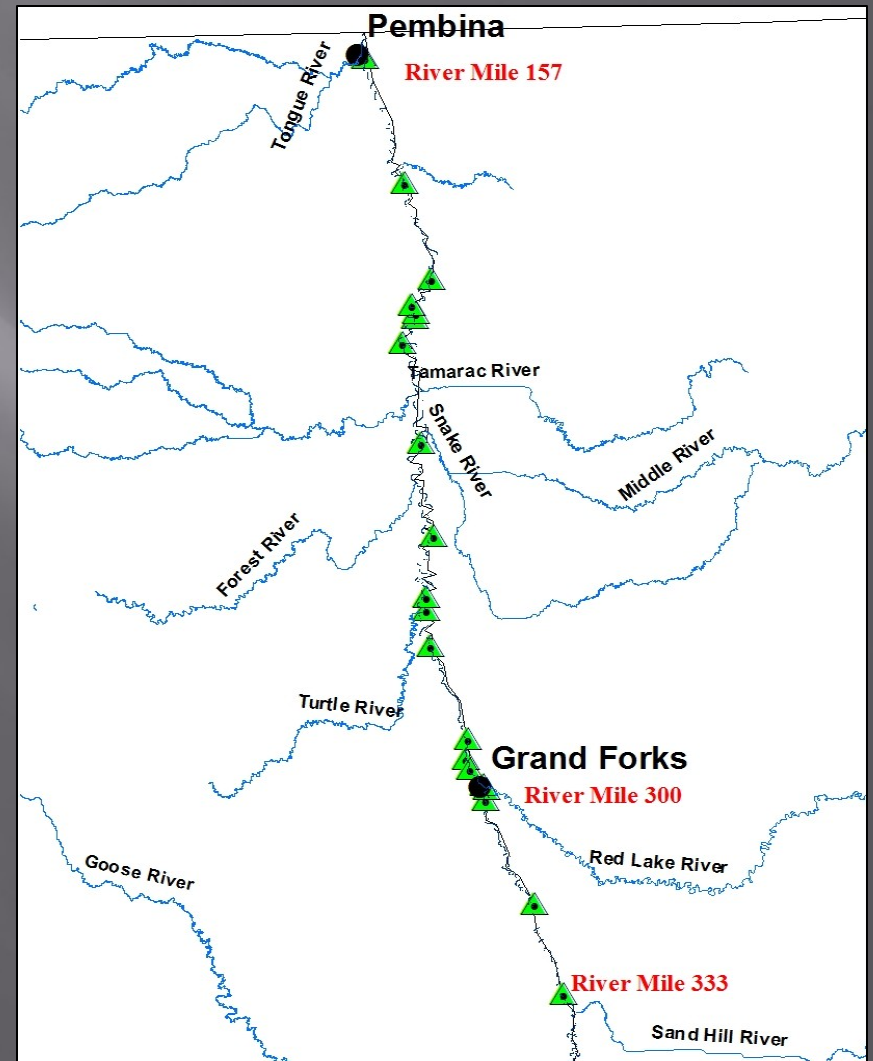 Pembina
River Mile 157
Tongue River
Tamarac River
Snake River
Middle River
Forest River
Turtle River
Grand Forks
River Mile 300
Red Lake River
Goose River
River Mile 333
Sand Hill River